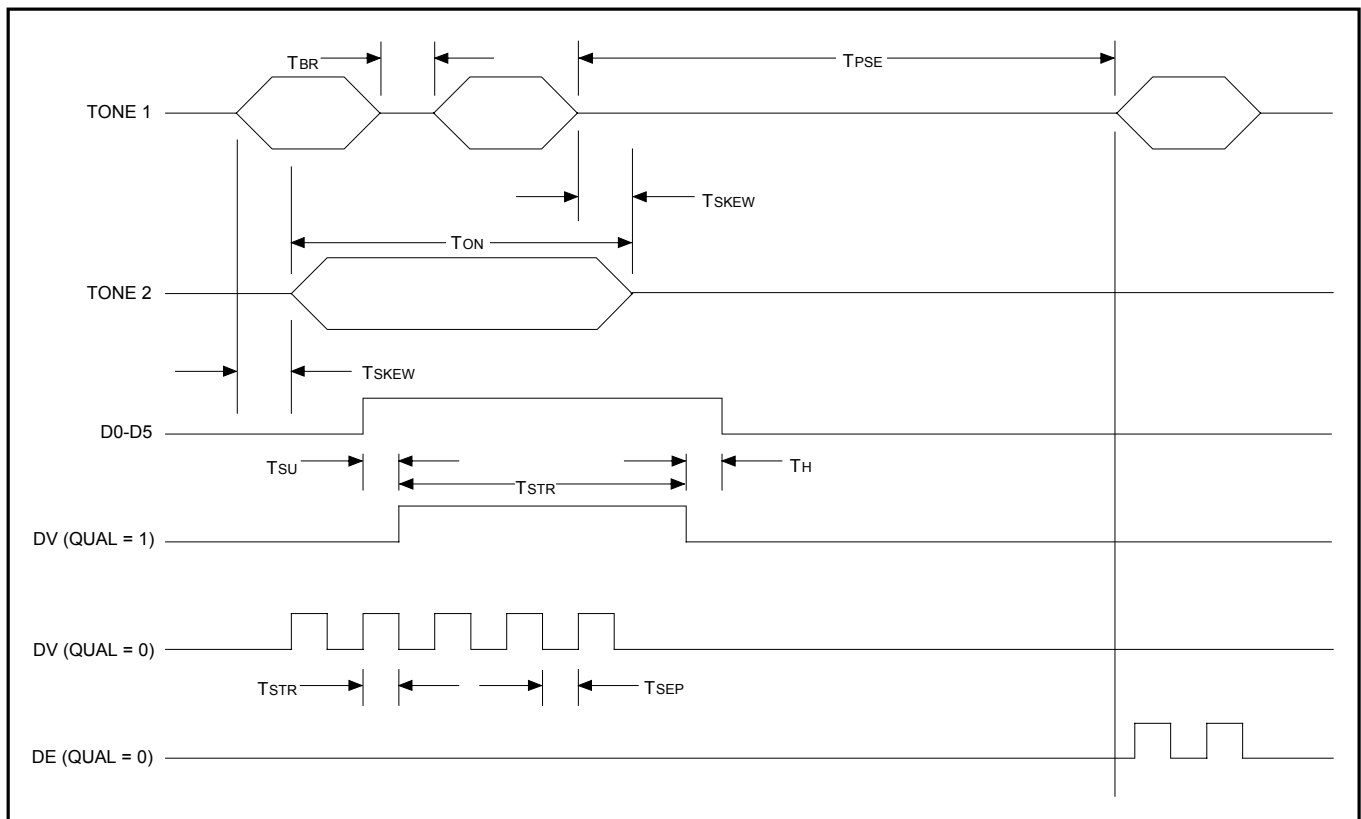 TBR
TPSE
TONE 1
TSKEW
TON
TONE 2
TSKEW
D0-D5
TSU
TH
TSTR
DV (QUAL = 1)
DV (QUAL = 0)
TSTR
TSEP
DE (QUAL = 0)